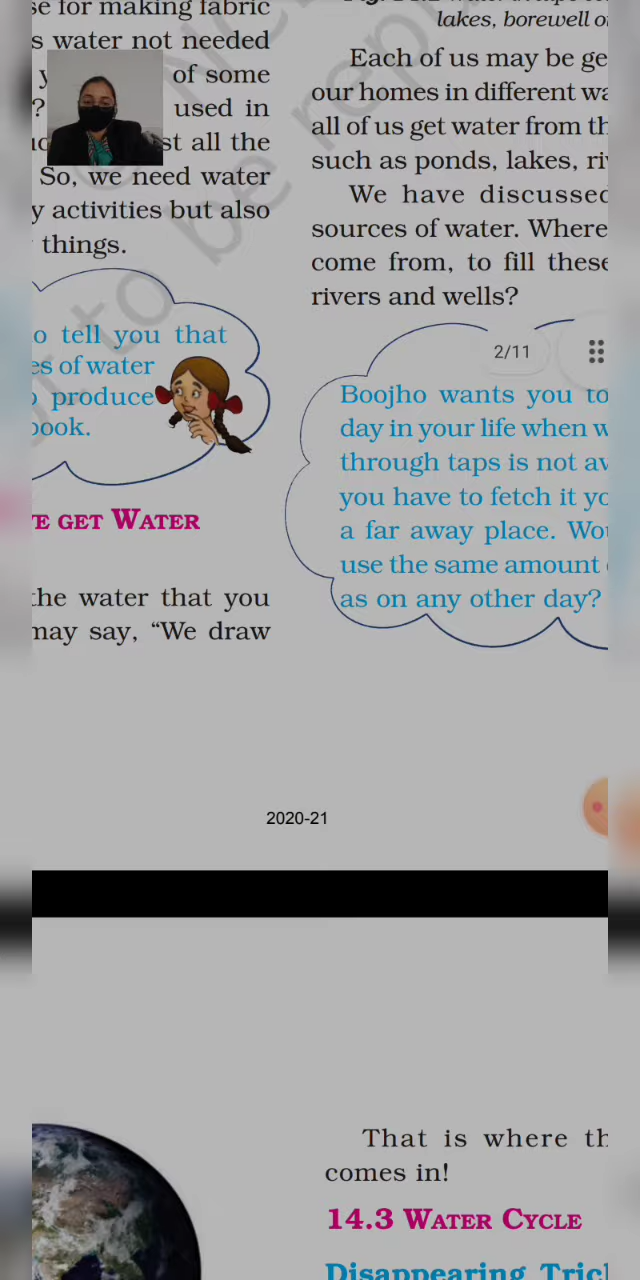 se for making fabric
s water not needed
of some
? used in
st all the
So, we need water
y activities but also
things.
o tell you that
es of water
produce
book.
E GET WATER
the water that you
may say, “We draw
lakes, borewell o
Each of us may be ge
our homes in different wa
all of us get water from th
such as ponds, lakes, riv
We have discussed
sources of water. Where
come from, to fill these
rivers and wells?
2/11
Boojho wants you to
day in your life when w
through taps is not av
you have to fetch it yo
a far away place. Wou
use the same amount
as on any other day?
2020-21
That is where th
comes in!
14.3 WATER CYCLE
Disappearing Tric